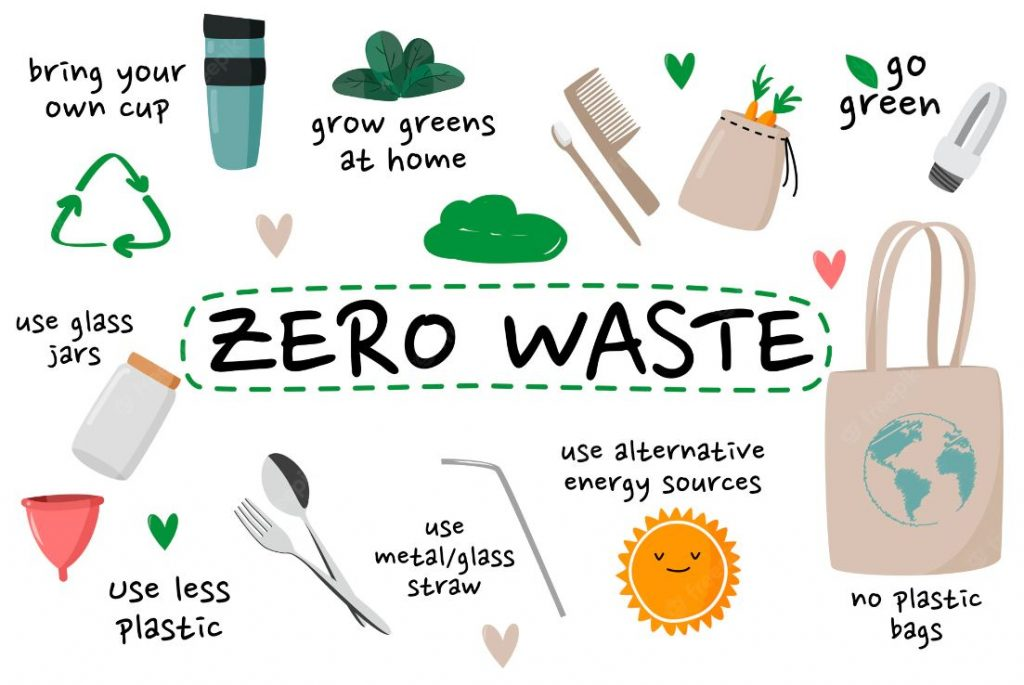 bring your
own cup
grow greens
at home
go
green
use glass
jars
ZERO WASTE
use less
plastic
use
metal/glass
straw
use alternative
energy sources
no plastic
bags